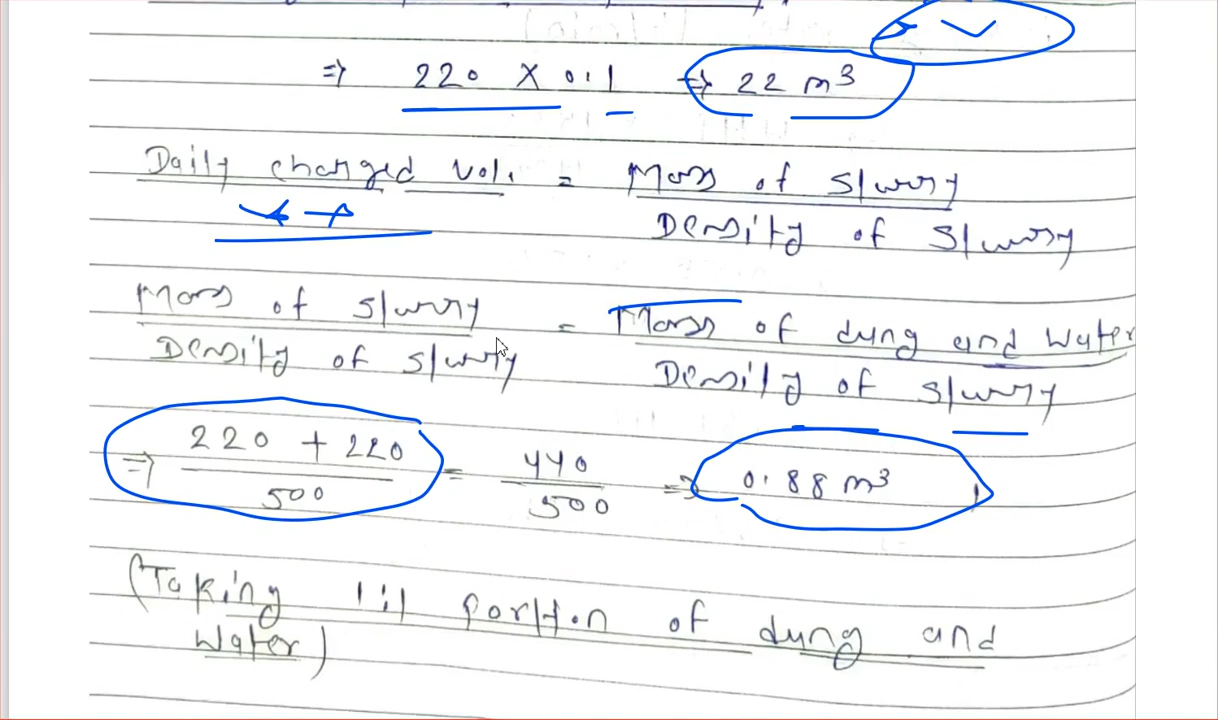 ⇒ 220 X 0.1 ⇒ 22 m³
Daily charged vol. = Mass of Slurry / Density of Slurry
Mass of Slurry / Density of Slurry = Mass of dung and Water / Density of Slurry
⇒ 220 + 220 / 500 = 440 / 500 ⇒ 0.88 m³
(Taking 1:1 portion of dung and
Water)